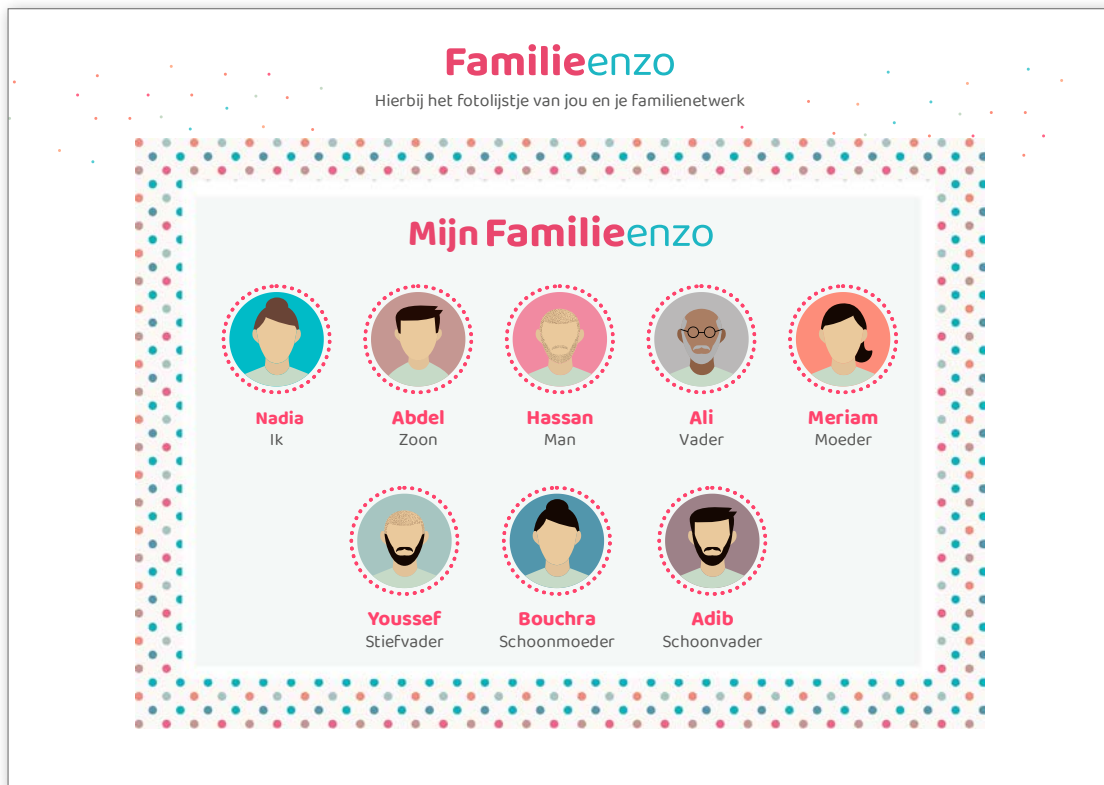 Familieenzo
Hierbij het fotolijstje van jou en je familienetwerk
Mijn Familieenzo
Nadia Abdel Hassan Ali Meriam
Ik Zoon Man Vader Moeder
Youssef Bouchra Adib
Stiefvader Schoonmoeder Schoonvader